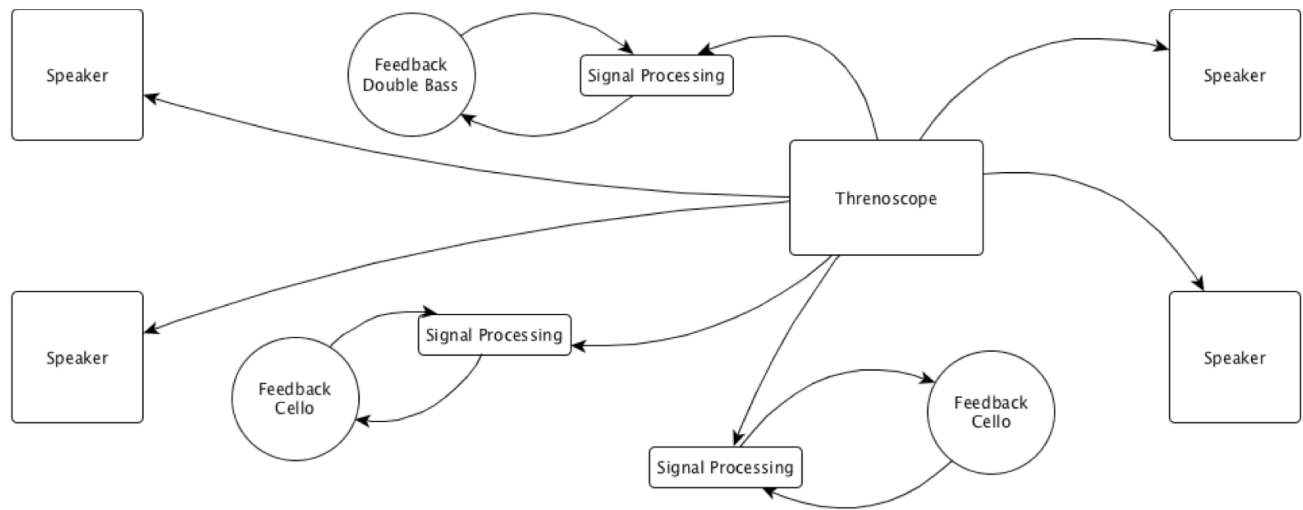 Speaker
Feedback
Double Bass
Signal Processing
Speaker
Threnoscope
Speaker
Feedback
Cello
Signal Processing
Signal Processing
Feedback
Cello
Speaker